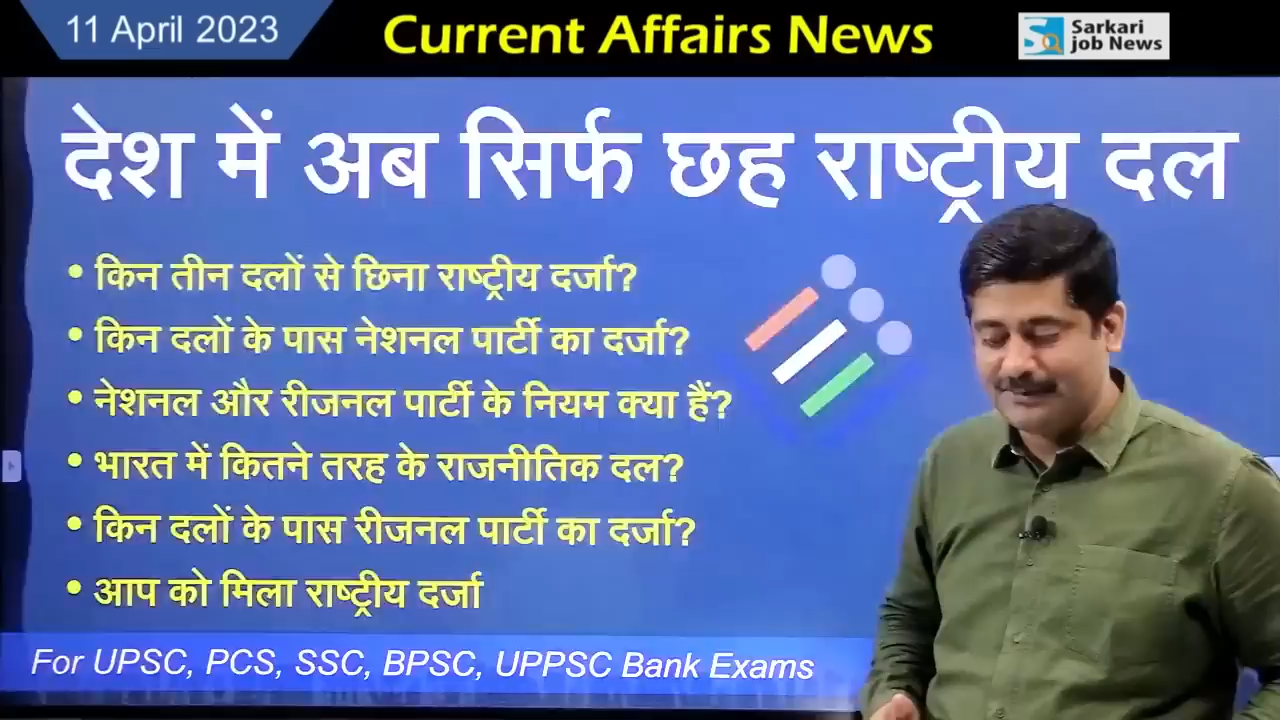 11 April 2023
Current Affairs News
Sarkari
job News
देश में अब सिर्फ छह राष्ट्रीय दल
• किन तीन दलों से छिना राष्ट्रीय दर्जा?
• किन दलों के पास नेशनल पार्टी का दर्जा?
• नेशनल और रीजनल पार्टी के नियम क्या हैं?
• भारत में कितने तरह के राजनीतिक दल?
• किन दलों के पास रीजनल पार्टी का दर्जा?
• आप को मिला राष्ट्रीय दर्जा
For UPSC, PCS, SSC, BPSC, UPPSC Bank Exams